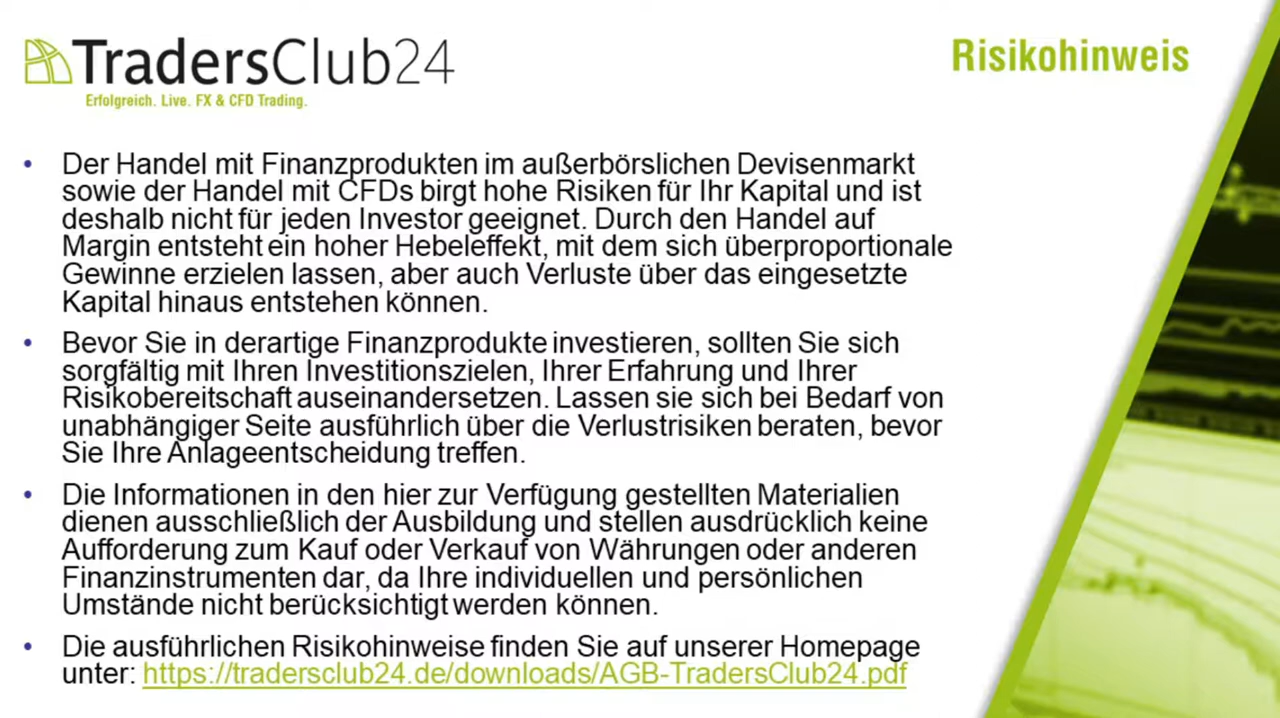 TradersClub24
Erfolgreich. Live. FX & CFD Trading.
Risikohinweis
• Der Handel mit Finanzprodukten im außerbörslichen Devisenmarkt
sowie der Handel mit CFDs birgt hohe Risiken für Ihr Kapital und ist
deshalb nicht für jeden Investor geeignet. Durch den Handel auf
Margin entsteht ein hoher Hebeleffekt, mit dem sich überproportionale
Gewinne erzielen lassen, aber auch Verluste über das eingesetzte
Kapital hinaus entstehen können.
• Bevor Sie in derartige Finanzprodukte investieren, sollten Sie sich
sorgfältig mit Ihren Investitionszielen, Ihrer Erfahrung und Ihrer
Risikobereitschaft auseinandersetzen. Lassen sie sich bei Bedarf von
unabhängiger Seite ausführlich über die Verlustrisiken beraten, bevor
Sie Ihre Anlageentscheidung treffen.
• Die Informationen in den hier zur Verfügung gestellten Materialien
dienen ausschließlich der Ausbildung und stellen ausdrücklich keine
Aufforderung zum Kauf oder Verkauf von Währungen oder anderen
Finanzinstrumenten dar, da Ihre individuellen und persönlichen
Umstände nicht berücksichtigt werden können.
• Die ausführlichen Risikohinweise finden Sie auf unserer Homepage
unter: https://tradersclub24.de/downloads/AGB-TradersClub24.pdf